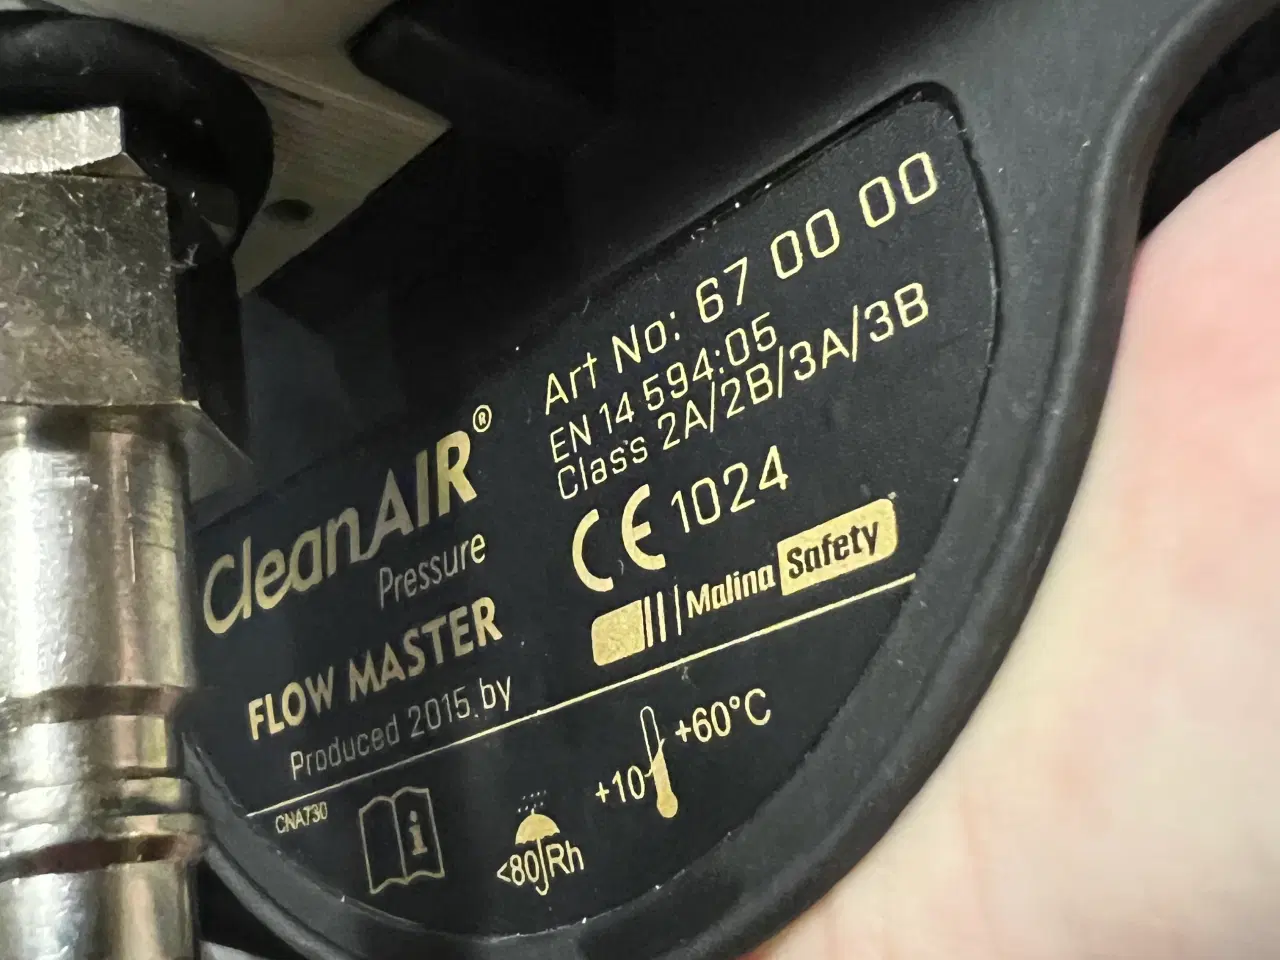 CleanAIR®
Pressure
FLOW MASTER
Produced 2015 by
Art No: 67 00 00
EN 14 594:05
Class 2A/2B/3A/3B
CE 1024
Malina Safety
CNA730
i
<80 Rh
+10 +60°C